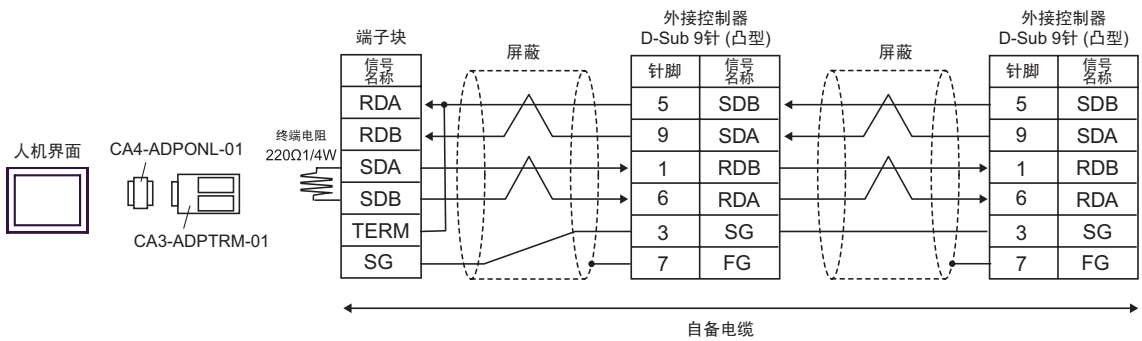 人机界面
CA4-ADPONL-01
CA3-ADPTRM-01
终端电阻
220Ω1/4W
端子块
信号名称
RDA
RDB
SDA
SDB
TERM
SG
屏蔽
外接控制器
D-Sub 9针 (凸型)
针脚 信号名称
5 SDB
9 SDA
1 RDB
6 RDA
3 SG
7 FG
屏蔽
外接控制器
D-Sub 9针 (凸型)
针脚 信号名称
5 SDB
9 SDA
1 RDB
6 RDA
3 SG
7 FG
自备电缆